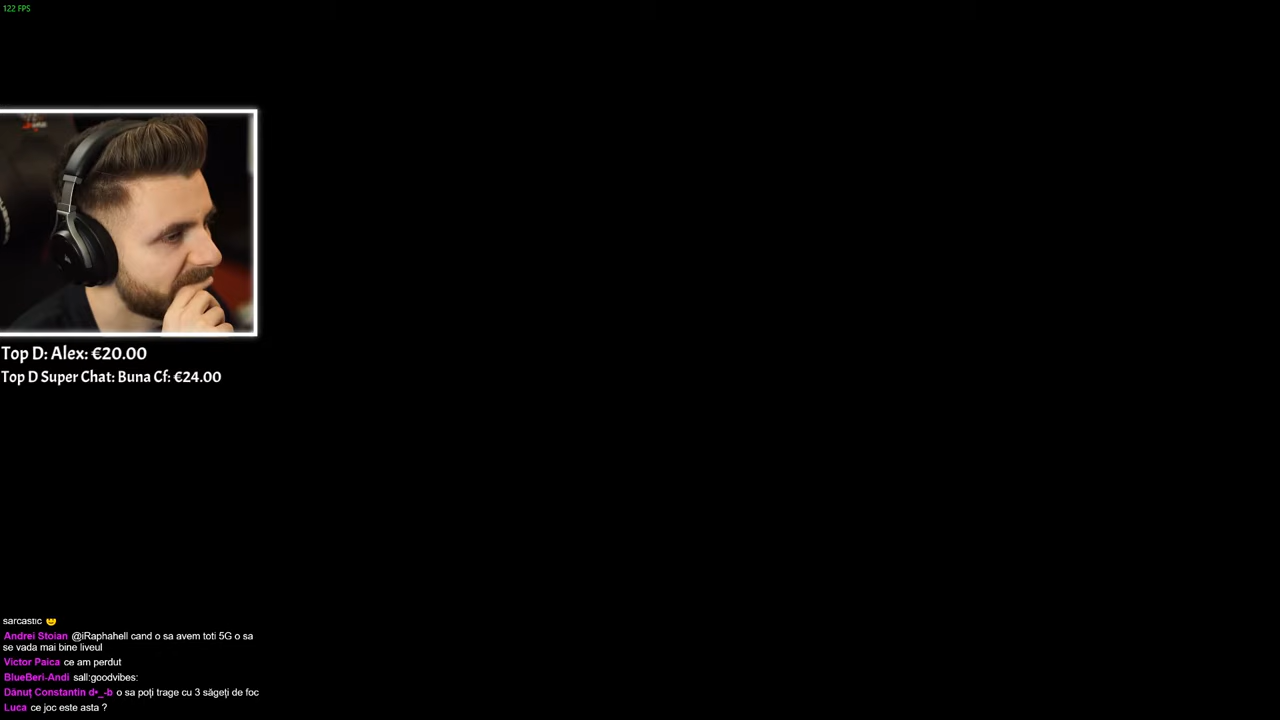 122 FPS
Top D: Alex: €20.00
Top D Super Chat: Buna Cf: €24.00
sarcastic 🙂
Andrei Stoian @iRaphahell cand o sa avem toti 5G o sa
se vada mai bine liveul
Victor Paica ce am perdut
BlueBeri-Andi sall:goodvibes:
Dănuț Constantin d•_-b o sa poți trage cu 3 săgeți de foc
Luca ce joc este asta ?